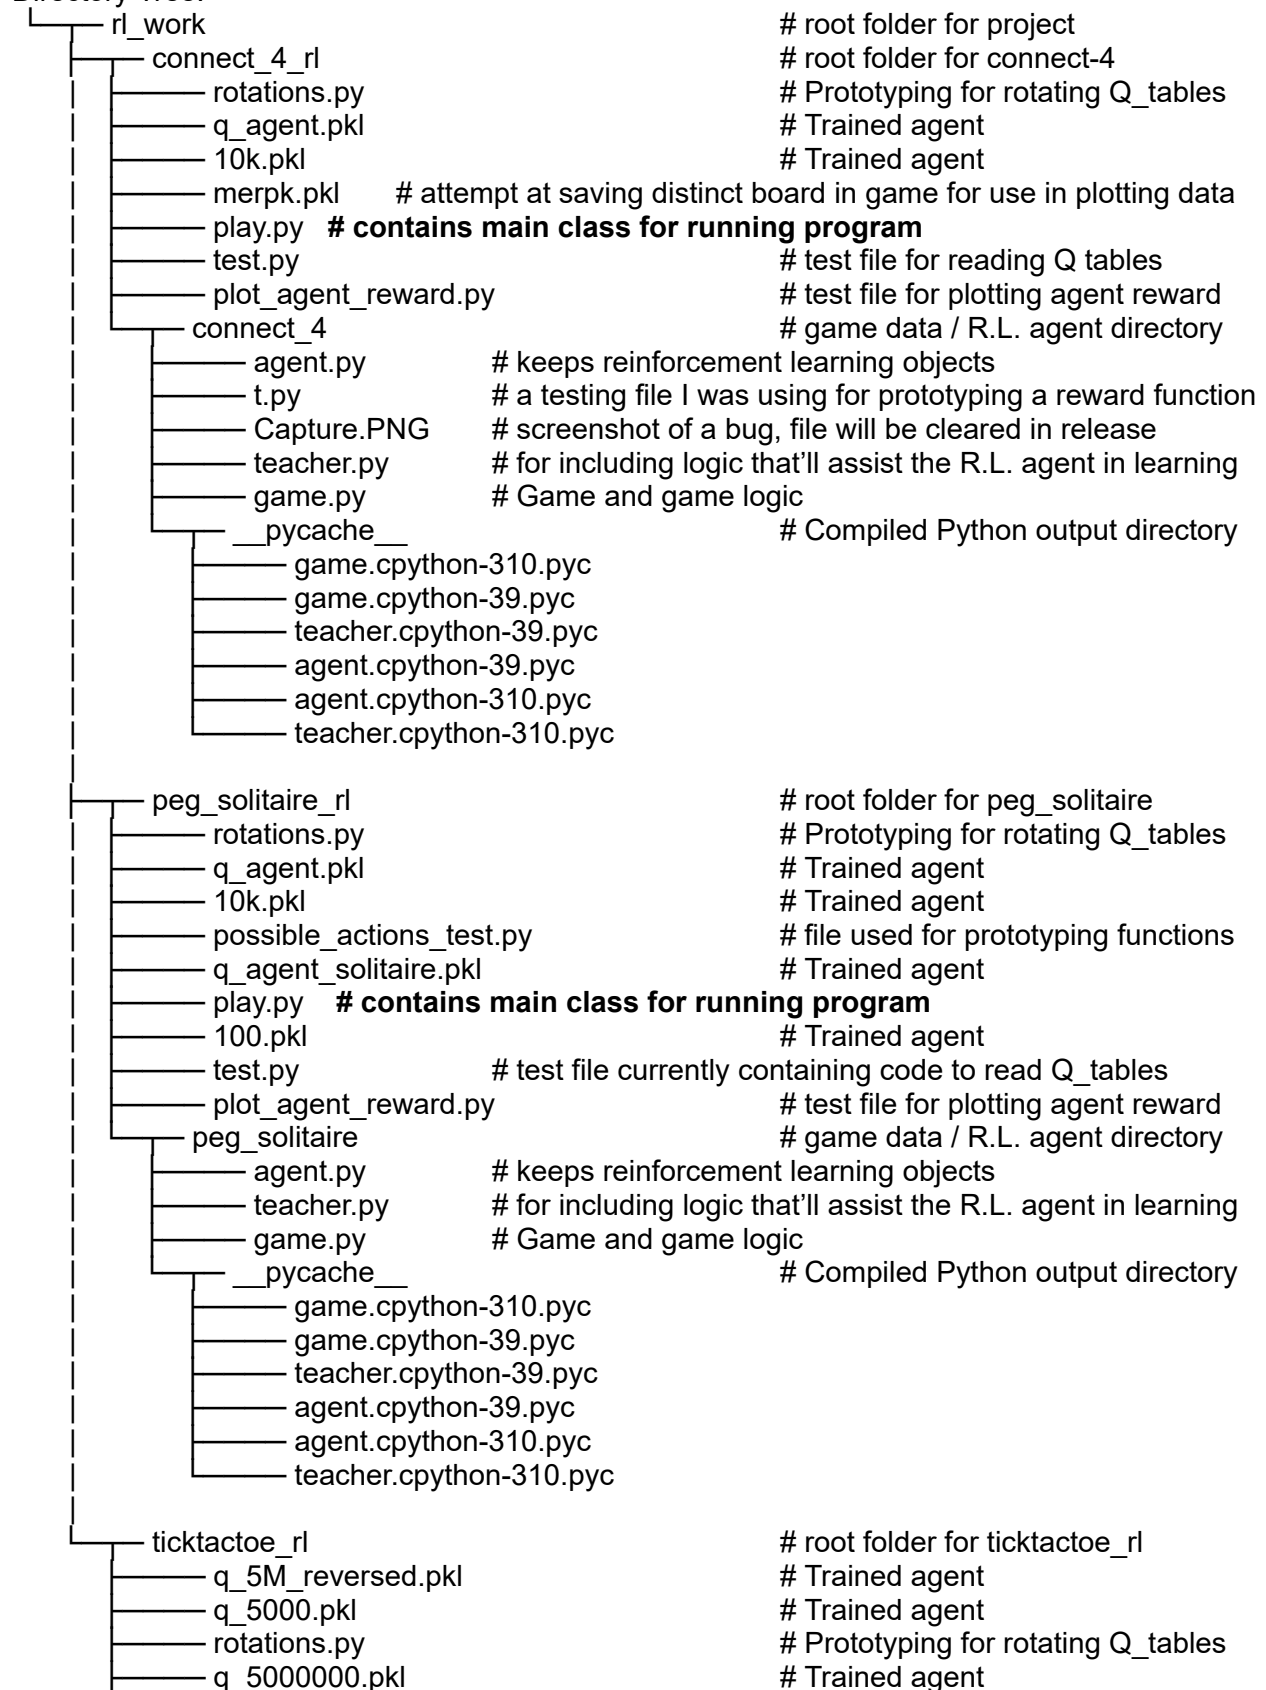 rl_work # root folder for project
connect_4_rl # root folder for connect-4
rotations.py # Prototyping for rotating Q_tables
q_agent.pkl # Trained agent
10k.pkl # Trained agent
merpk.pkl # attempt at saving distinct board in game for use in plotting data
play.py # contains main class for running program
test.py # test file for reading Q tables
plot_agent_reward.py # test file for plotting agent reward
connect_4 # game data / R.L. agent directory
agent.py # keeps reinforcement learning objects
t.py # a testing file I was using for prototyping a reward function
Capture.PNG # screenshot of a bug, file will be cleared in release
teacher.py # for including logic that’ll assist the R.L. agent in learning
game.py # Game and game logic
__pycache__ # Compiled Python output directory
game.cpython-310.pyc
game.cpython-39.pyc
teacher.cpython-39.pyc
agent.cpython-39.pyc
agent.cpython-310.pyc
teacher.cpython-310.pyc
peg_solitaire_rl # root folder for peg_solitaire
rotations.py # Prototyping for rotating Q_tables
q_agent.pkl # Trained agent
10k.pkl # Trained agent
possible_actions_test.py # file used for prototyping functions
q_agent_solitaire.pkl # Trained agent
play.py # contains main class for running program
100.pkl # Trained agent
test.py # test file currently containing code to read Q_tables
plot_agent_reward.py # test file for plotting agent reward
peg_solitaire # game data / R.L. agent directory
agent.py # keeps reinforcement learning objects
teacher.py # for including logic that’ll assist the R.L. agent in learning
game.py # Game and game logic
__pycache__ # Compiled Python output directory
game.cpython-310.pyc
game.cpython-39.pyc
teacher.cpython-39.pyc
agent.cpython-39.pyc
agent.cpython-310.pyc
teacher.cpython-310.pyc
ticktactoe_rl # root folder for ticktactoe_rl
q_5M_reversed.pkl # Trained agent
q_5000.pkl # Trained agent
rotations.py # Prototyping for rotating Q_tables
q_5000000.pkl # Trained agent